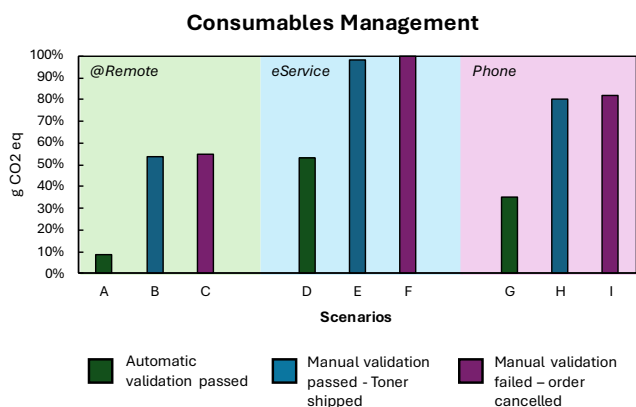 Consumables Management
100%
90%
80%
70%
60%
50%
40%
30%
20%
10%
0%
g CO2 eq
@Remote
eService
Phone
A B C D E F G H I
Scenarios
Automatic
validation passed
Manual validation
passed - Toner
shipped
Manual validation
failed – order
cancelled